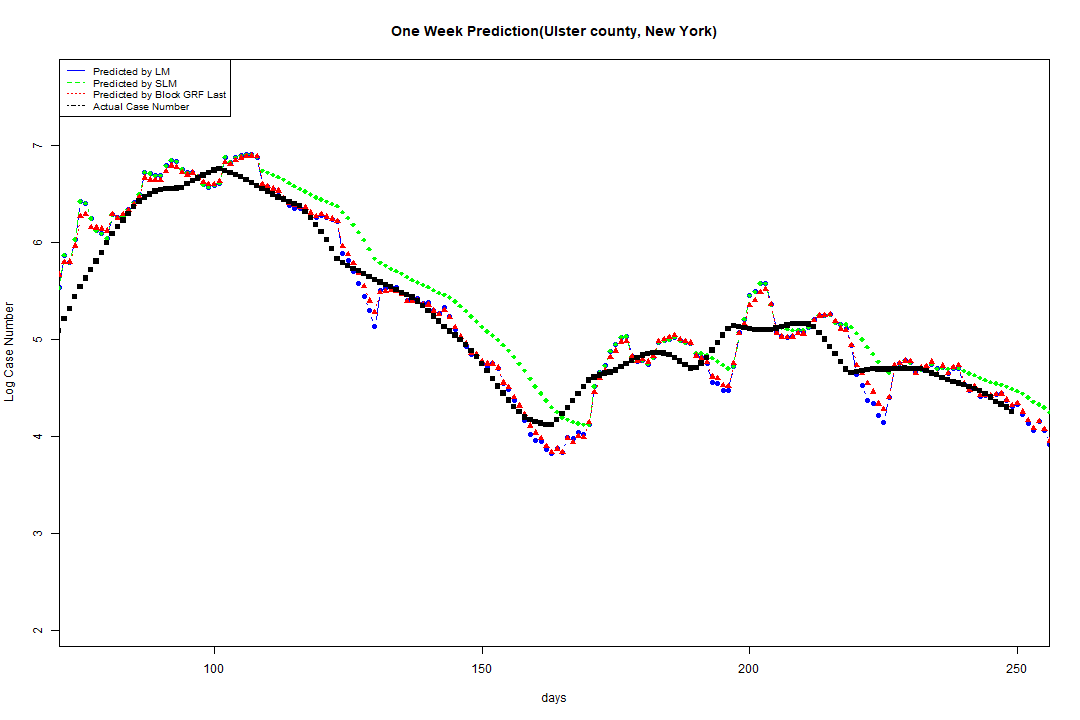 One Week Prediction(Ulster county, New York)
Predicted by LM
Predicted by SLM
Predicted by Block GRF Last
Actual Case Number
7
6
5
4
3
2
Log Case Number
100 150 200 250
days